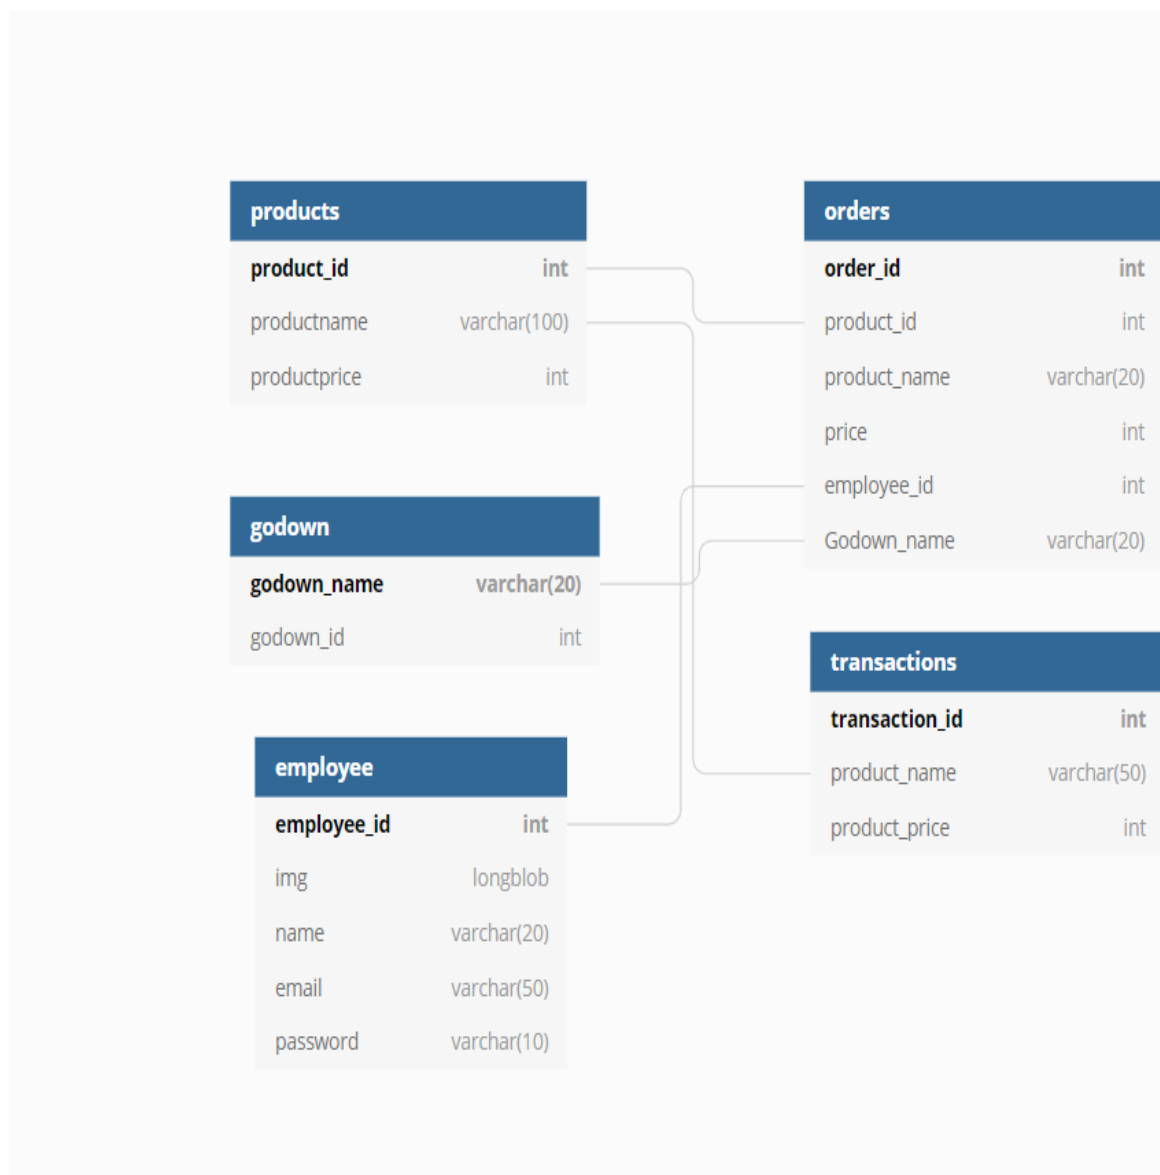 products
product_id int
productname varchar(100)
productprice int
godown
godown_name varchar(20)
godown_id int
employee
employee_id int
img longblob
name varchar(20)
email varchar(50)
password varchar(10)
orders
order_id int
product_id int
product_name varchar(20)
price int
employee_id int
Godown_name varchar(20)
transactions
transaction_id int
product_name varchar(50)
product_price int